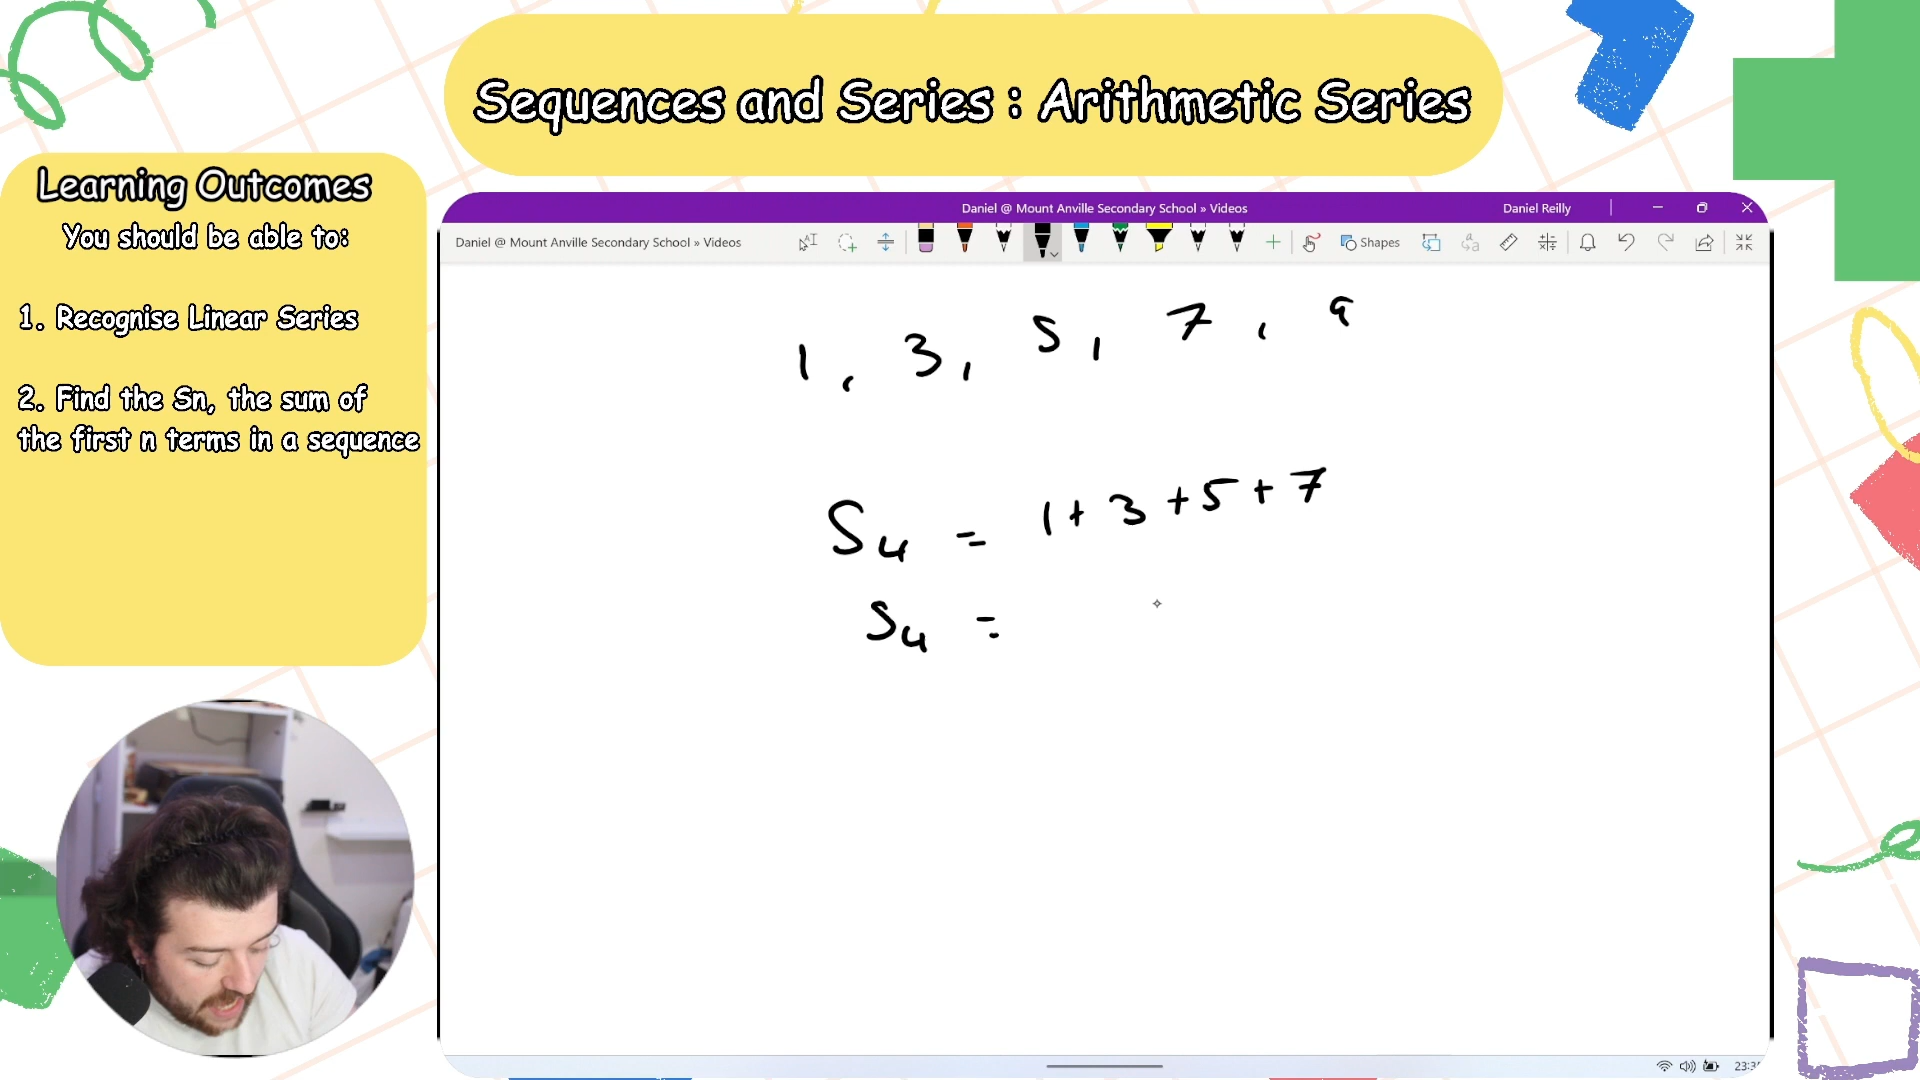 Sequences and Series : Arithmetic Series
Learning Outcomes
You should be able to:
1. Recognise Linear Series
2. Find the Sn, the sum of
the first n terms in a sequence
Daniel @ Mount Anville Secondary School » Videos
Daniel Reilly
Daniel @ Mount Anville Secondary School » Videos
Shapes
1, 3, 5, 7, 9
S4 = 1+3+5+7
S4 =